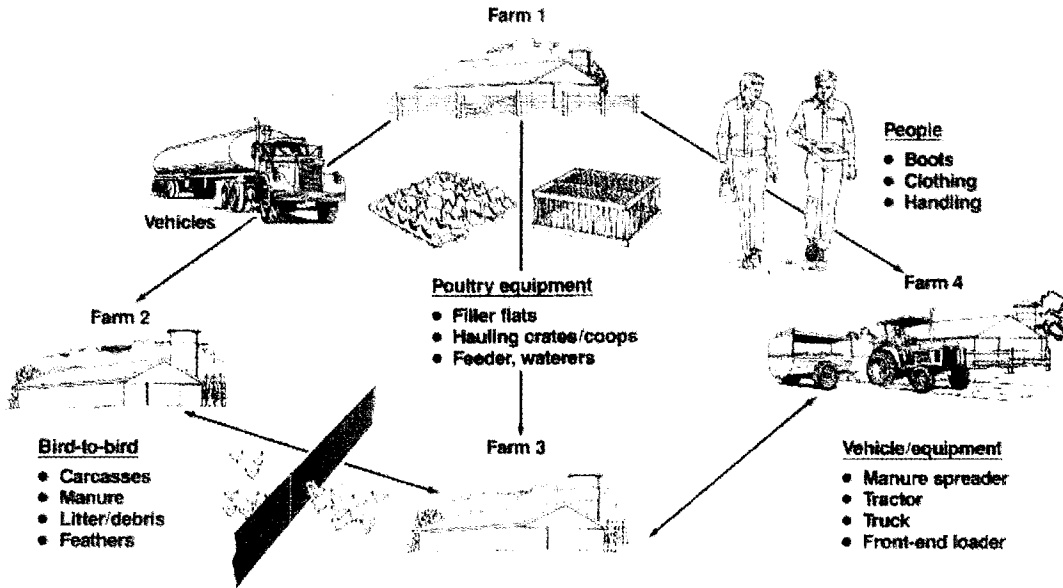 Farm 1
People
● Boots
● Clothing
● Handling
Vehicles
Poultry equipment
● Filler flats
● Hauling crates/coops
● Feeder, waterers
Farm 4
Farm 2
Farm 3
Bird-to-bird
● Carcasses
● Manure
● Litter/debris
● Feathers
Vehicle/equipment
● Manure spreader
● Tractor
● Truck
● Front-end loader